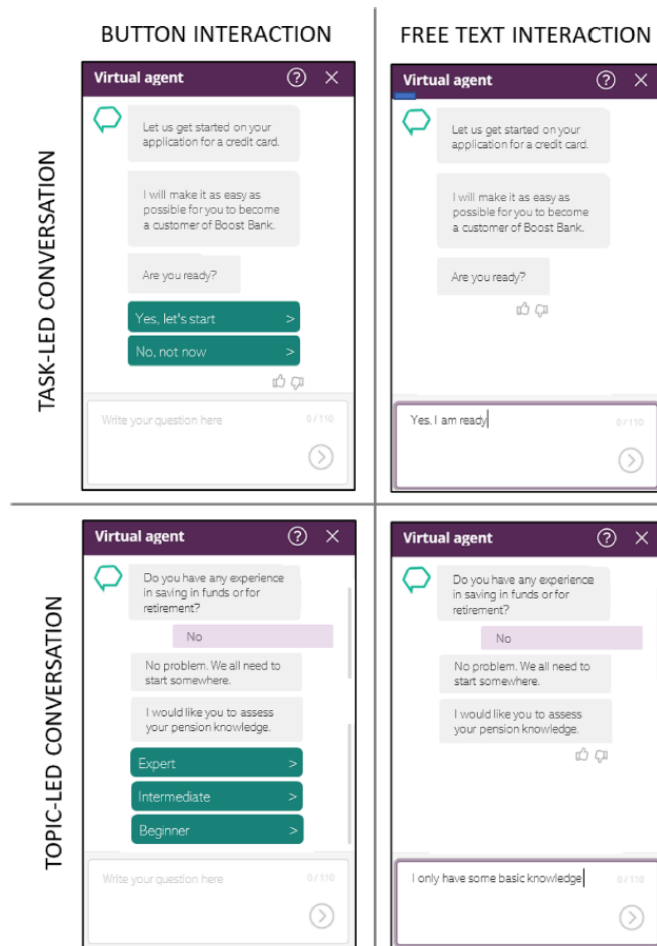 BUTTON INTERACTION
FREE TEXT INTERACTION
TASK-LED CONVERSATION
Virtual agent ?
Let us get started on your
application for a credit card.
I will make it as easy as
possible for you to become
a customer of Boost Bank.
Are you ready?
Yes, let's start >
No, not now >
Write your question here 0/110
Virtual agent ?
Let us get started on your
application for a credit card.
I will make it as easy as
possible for you to become
a customer of Boost Bank.
Are you ready?
Yes. I am ready 0/110
TOPIC-LED CONVERSATION
Virtual agent ?
Do you have any experience
in saving in funds or for
retirement?
No
No problem. We all need to
start somewhere.
I would like you to assess
your pension knowledge.
Expert >
Intermediate >
Beginner >
Write your question here 0/110
Virtual agent ?
Do you have any experience
in saving in funds or for
retirement?
No
No problem. We all need to
start somewhere.
I would like you to assess
your pension knowledge.
I only have some basic knowledge 0/110